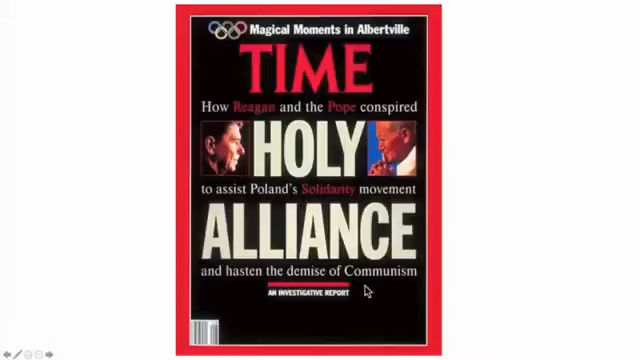 Magical Moments in Albertville
TIME
How Reagan and the Pope conspired
HOLY
to assist Poland's Solidarity movement
ALLIANCE
and hasten the demise of Communism
AN INVESTIGATIVE REPORT